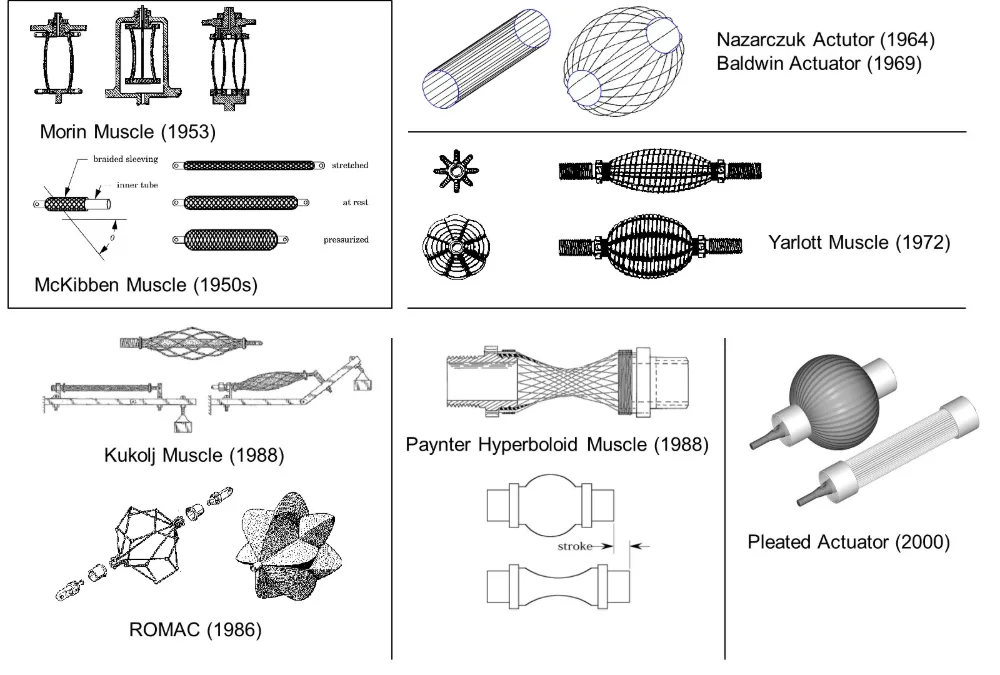 Morin Muscle (1953)
braided sleeving
inner tube
θ
stretched
at rest
pressurized
McKibben Muscle (1950s)
Nazarczuk Actutor (1964)
Baldwin Actuator (1969)
Yarlott Muscle (1972)
Kukolj Muscle (1988)
ROMAC (1986)
Paynter Hyperboloid Muscle (1988)
stroke
Pleated Actuator (2000)